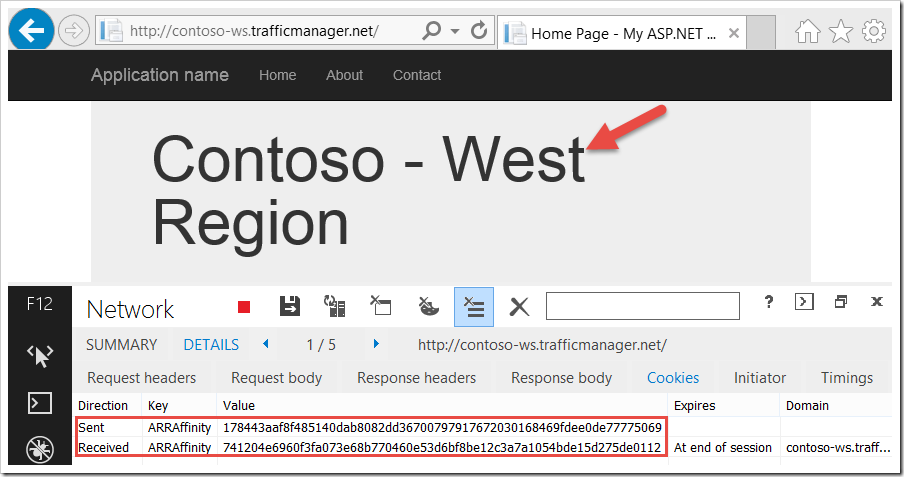 http://contoso-ws.trafficmanager.net/
Home Page - My ASP.NET ...
Application name Home About Contact
Contoso - West
Region
F12
Network
?
SUMMARY DETAILS 1 / 5 http://contoso-ws.trafficmanager.net/
Request headers Request body Response headers Response body Cookies Initiator Timings
Direction Key Value Expires Domain
Sent ARRAffinity 178443aaf8f485140dab8082dd36700797917672030168469fdee0de77775069
Received ARRAffinity 741204e6960f3fa073e68b770460e53d6bf8be12c3a7a1054bde15d275de0112 At end of session contoso-ws.traff...